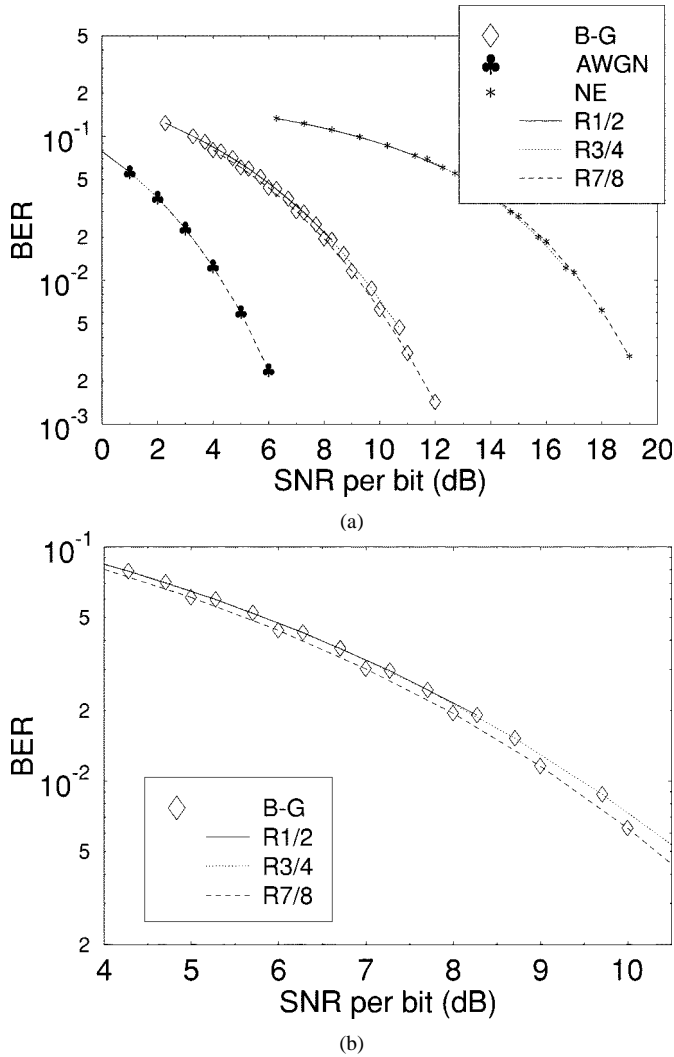 5
2
10^-1
5
2
10^-2
5
2
10^-3
BER
0 2 4 6 8 10 12 14 16 18 20
SNR per bit (dB)
B-G
AWGN
NE
R1/2
R3/4
R7/8
(a)
10^-1
5
2
10^-2
5
2
BER
4 5 6 7 8 9 10
SNR per bit (dB)
B-G
R1/2
R3/4
R7/8
(b)